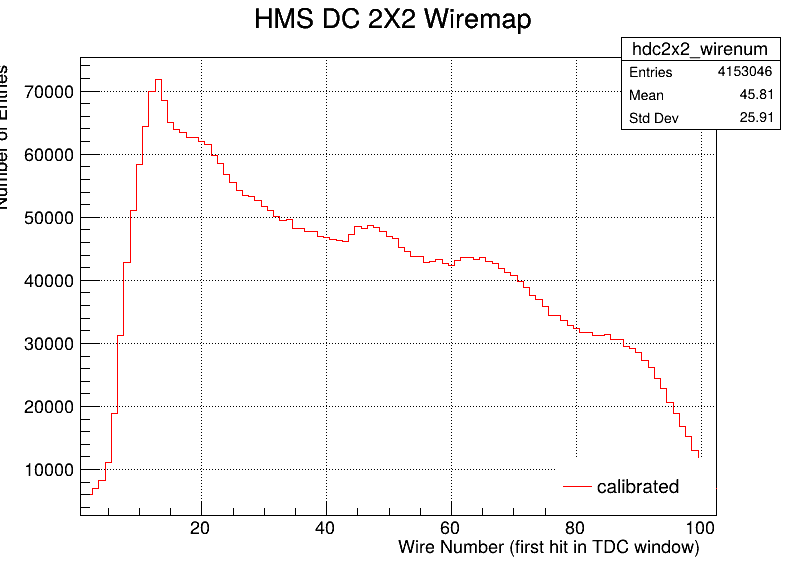 HMS DC 2X2 Wiremap
hdc2x2_wirenum
Entries 4153046
Mean 45.81
Std Dev 25.91
Number of Entries
70000
60000
50000
40000
30000
20000
10000
calibrated
20 40 60 80 100
Wire Number (first hit in TDC window)